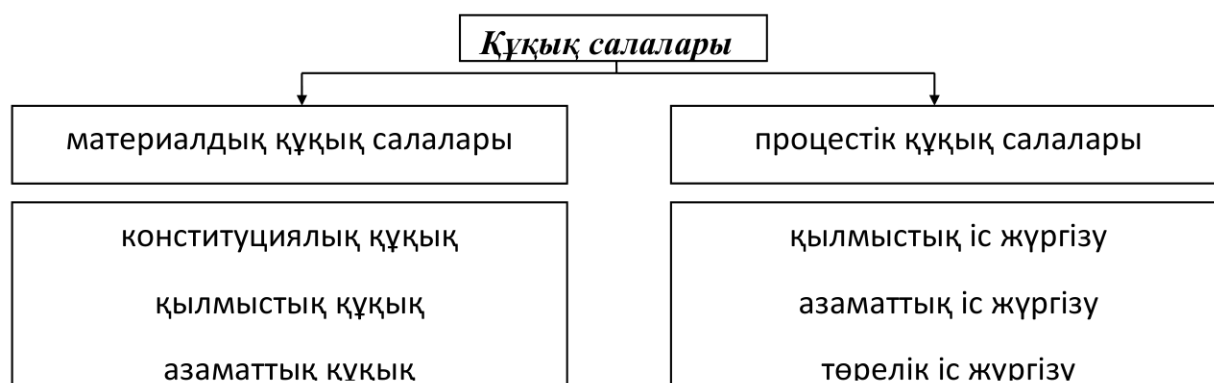 Құқық салалары
материалдық құқық салалары
процестік құқық салалары
конституциялық құқық
қылмыстық құқық
азаматтық құқық
қылмыстық іс жүргізу
азаматтық іс жүргізу
төрелік іс жүргізу